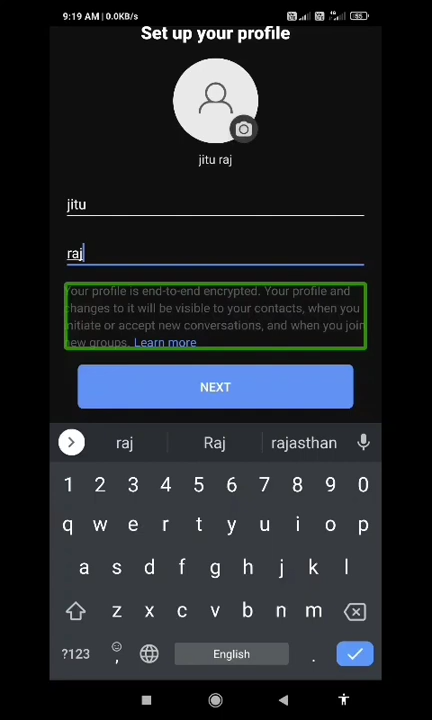 9:19 AM | 0.0KB/s
55
Set up your profile
jitu raj
jitu
raj
Your profile is end-to-end encrypted. Your profile and
changes to it will be visible to your contacts, when you
initiate or accept new conversations, and when you join
new groups. Learn more
NEXT
raj Raj rajasthan
1 2 3 4 5 6 7 8 9 0
q w e r t y u i o p
a s d f g h j k l
z x c v b n m
?123 , English .